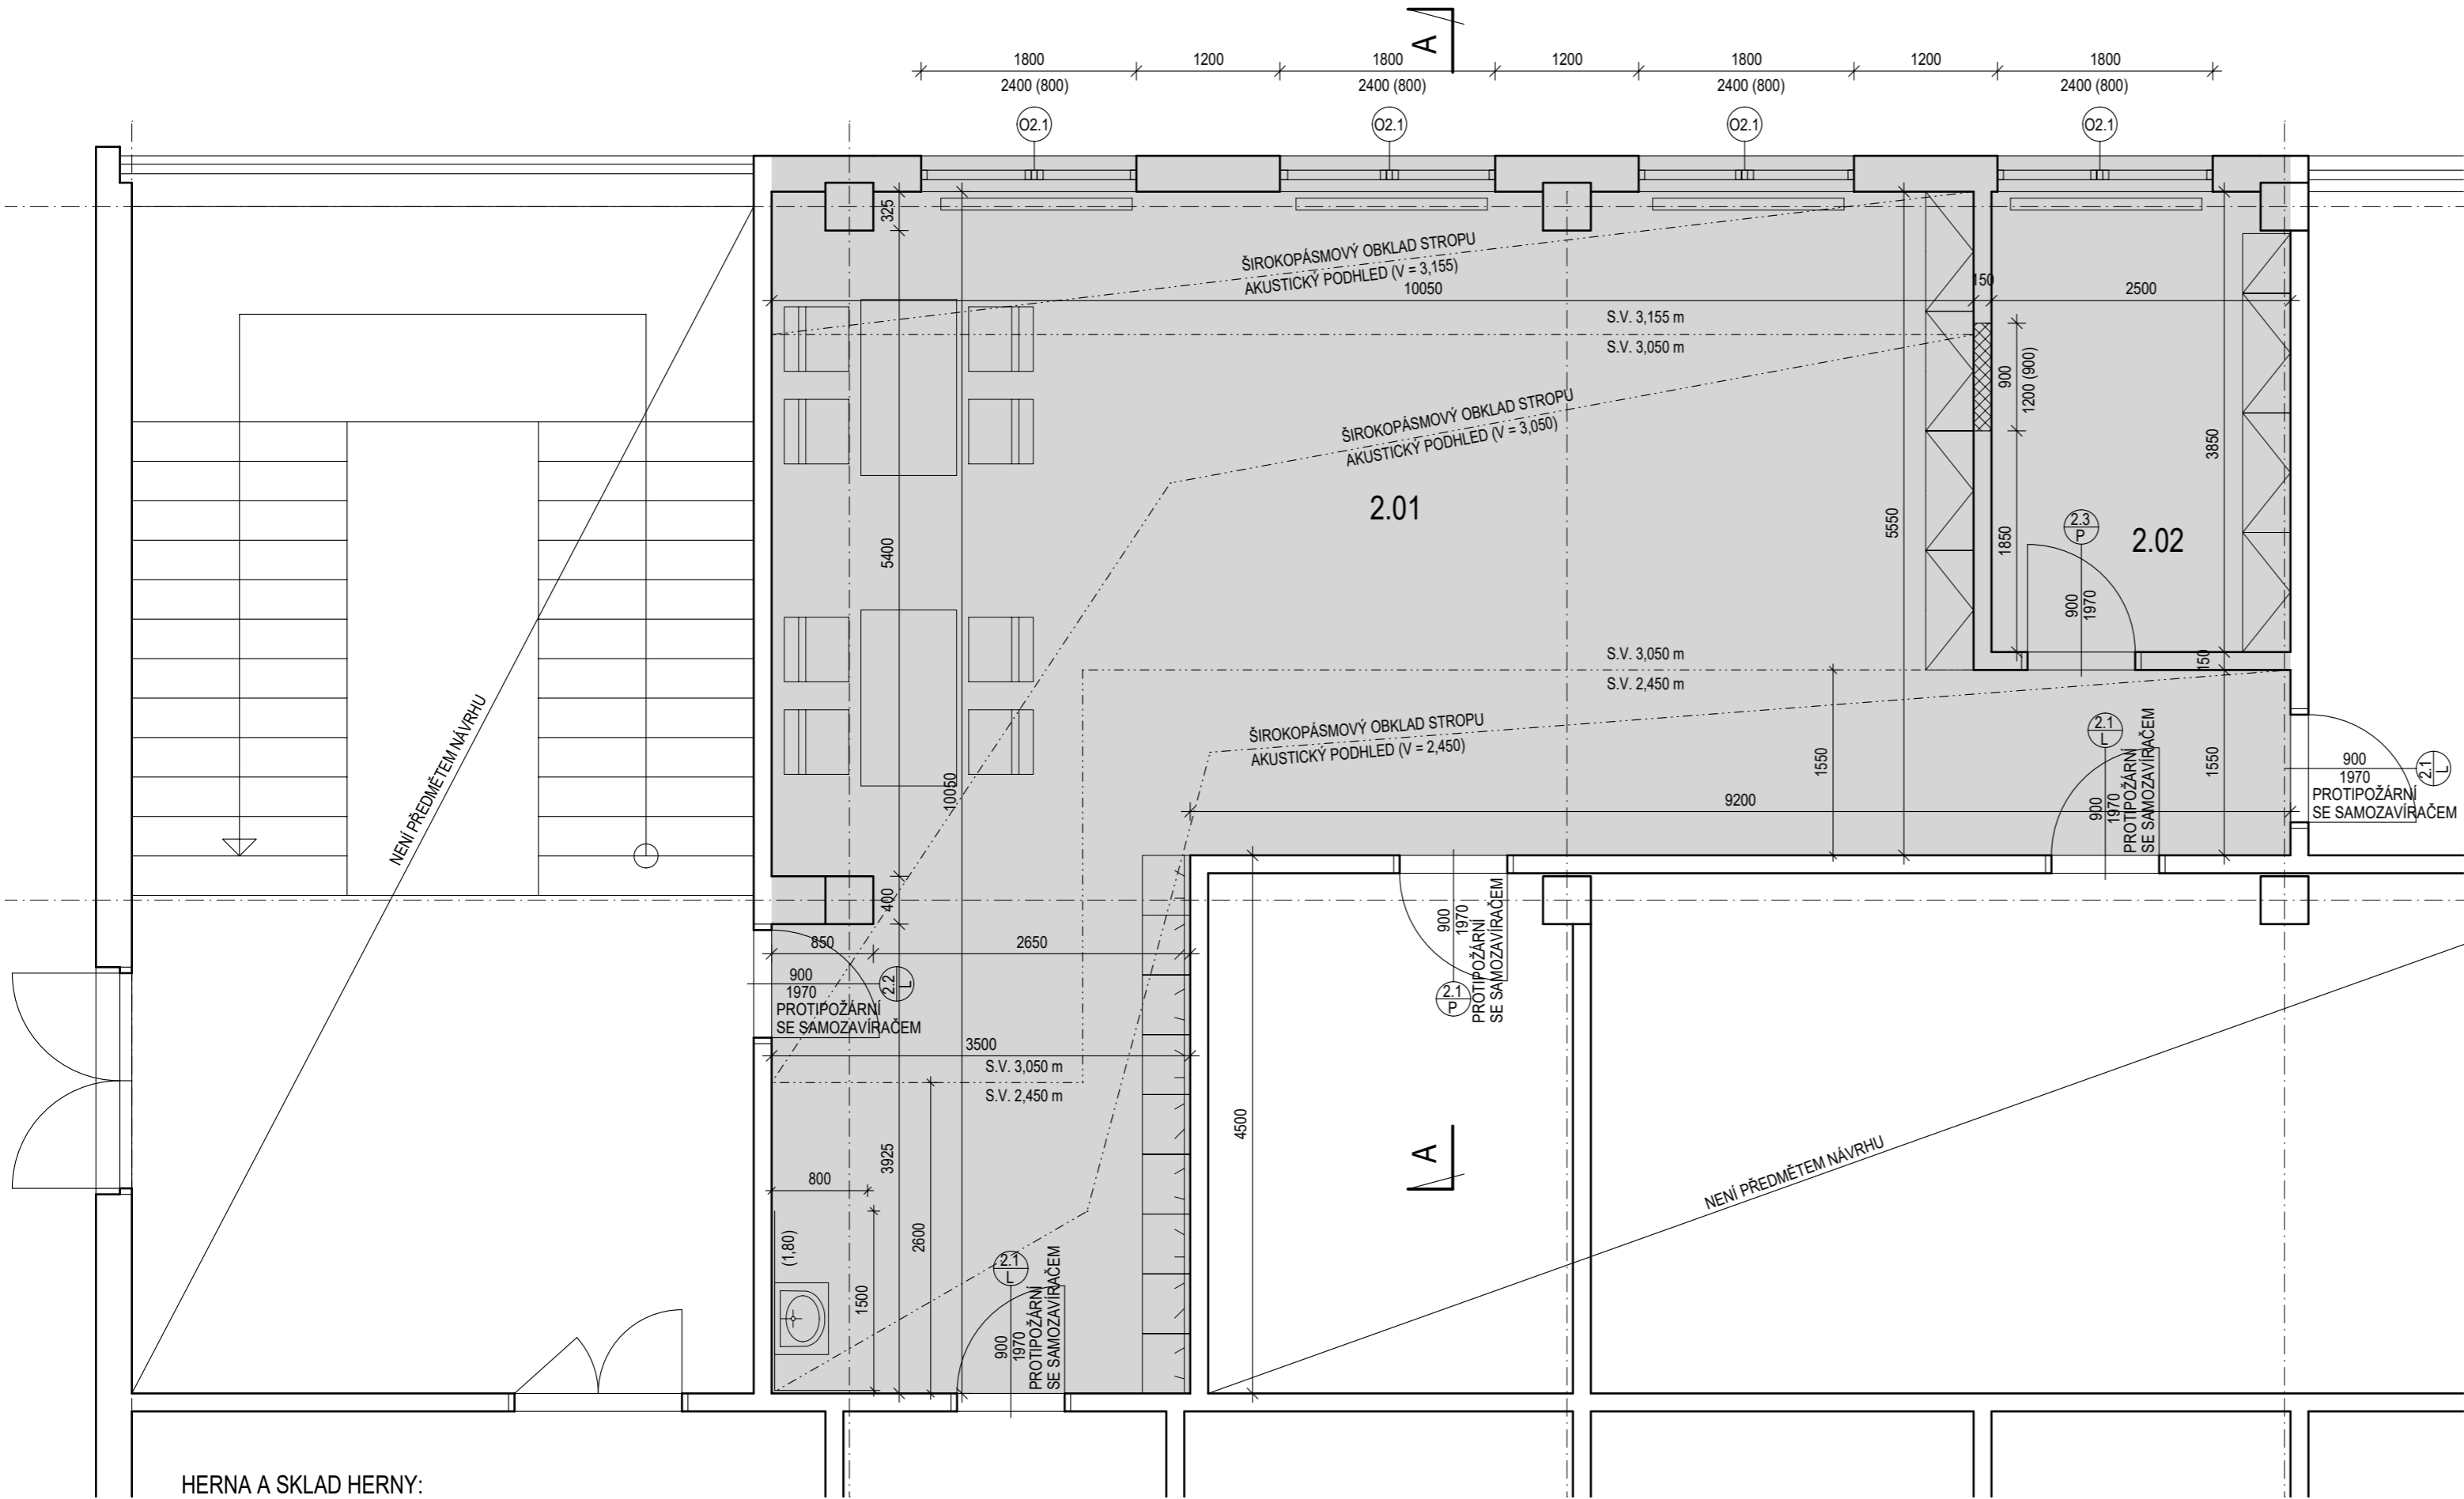 A
1800
1200
1800
1200
1800
1200
1800
2400 (800)
2400 (800)
2400 (800)
2400 (800)
O2.1
O2.1
O2.1
O2.1
325
ŠIROKOPÁSMOVÝ OBKLAD STROPU
AKUSTICKÝ PODHLED (V = 3,155)
10050
150
2500
S.V. 3,155 m
S.V. 3,050 m
900
1200 (900)
ŠIROKOPÁSMOVÝ OBKLAD STROPU
AKUSTICKÝ PODHLED (V = 3,050)
3850
2.01
5400
5550
1850
2.3
P
2.02
900
1970
S.V. 3,050 m
S.V. 2,450 m
150
NENÍ PŘEDMĚTEM NÁVRHU
ŠIROKOPÁSMOVÝ OBKLAD STROPU
AKUSTICKÝ PODHLED (V = 2,450)
10050
1550
2.1
L
900
1970
PROTIPOŽÁRNÍ
SE SAMOZAVÍRAČEM
1550
900
1970
PROTIPOŽÁRNÍ
SE SAMOZAVÍRAČEM
2.1
L
9200
400
850
2650
900
1970
PROTIPOŽÁRNÍ
SE SAMOZAVÍRAČEM
2.2
L
900
1970
PROTIPOŽÁRNÍ
SE SAMOZAVÍRAČEM
2.1
P
3500
S.V. 3,050 m
S.V. 2,450 m
4500
A
3925
NENÍ PŘEDMĚTEM NÁVRHU
800
(1,80)
2600
1500
2.1
L
900
1970
PROTIPOŽÁRNÍ
SE SAMOZAVÍRAČEM
HERNA A SKLAD HERNY: